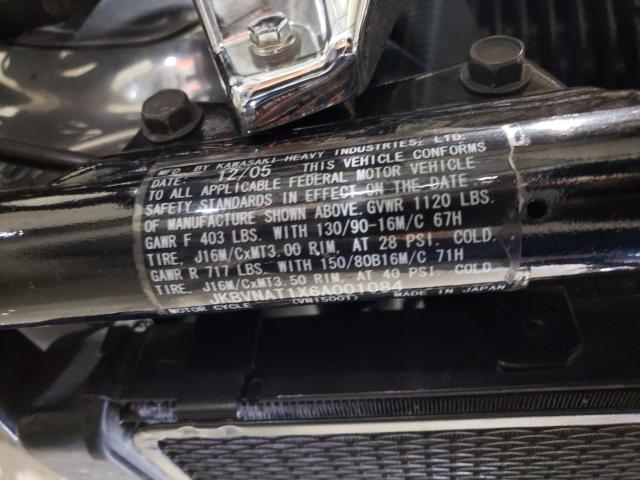 MFD. BY KAWASAKI HEAVY INDUSTRIES, LTD.
DATE: 12/05 THIS VEHICLE CONFORMS
TO ALL APPLICABLE FEDERAL MOTOR VEHICLE
SAFETY STANDARDS IN EFFECT ON THE DATE
OF MANUFACTURE SHOWN ABOVE. GVWR 1120 LBS.
GAWR F 403 LBS. WITH 130/90-16M/C 67H
TIRE, J16M/CxMT3.00 RIM, AT 28 PSI. COLD.
GAWR R 717 LBS. WITH 150/80B16M/C 71H
TIRE, J16M/CxMT3.50 RIM, AT 40 PSI. COLD.
JKBVNAT1X6A001084
MOTOR CYCLE (VN1500T) MADE IN JAPAN